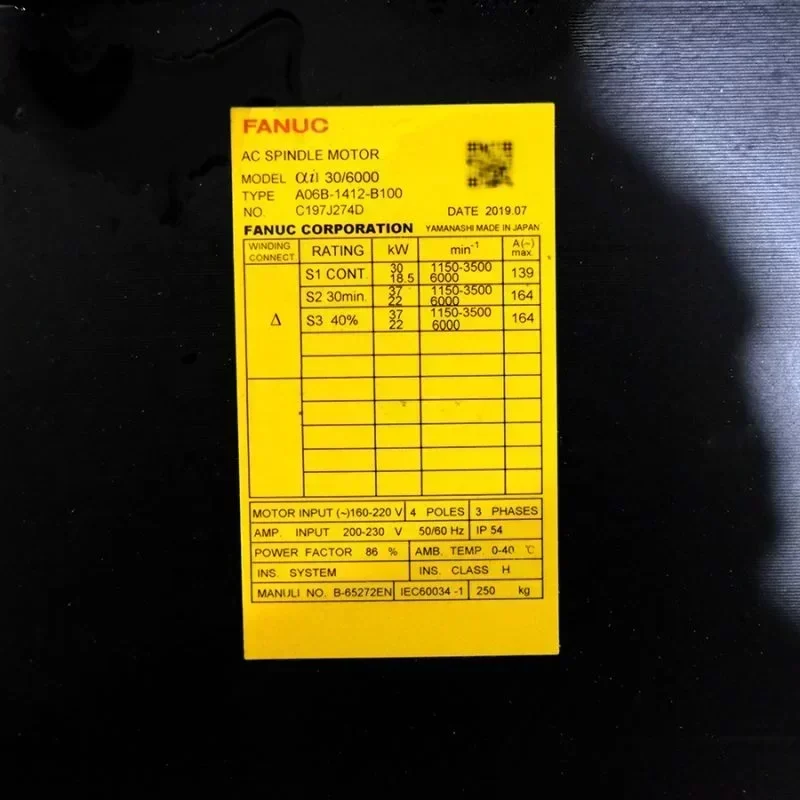 FANUC
AC SPINDLE MOTOR
MODEL αiI 30/6000
TYPE A06B-1412-B100
NO. C197J274D DATE 2019.07
FANUC CORPORATION YAMANASHI MADE IN JAPAN
WINDING CONNECT. RATING kW min⁻¹ A(~) max.
Δ
S1 CONT. 30 1150-3500 139
18.5 6000
S2 30min. 37 1150-3500 164
22 6000
S3 40% 37 1150-3500 164
22 6000
MOTOR INPUT (~)160-220 V 4 POLES 3 PHASES
AMP. INPUT 200-230 V 50/60 Hz IP 54
POWER FACTOR 86 % AMB. TEMP. 0-40 ℃
INS. SYSTEM INS. CLASS H
MANULI NO. B-65272EN IEC60034 -1 250 kg